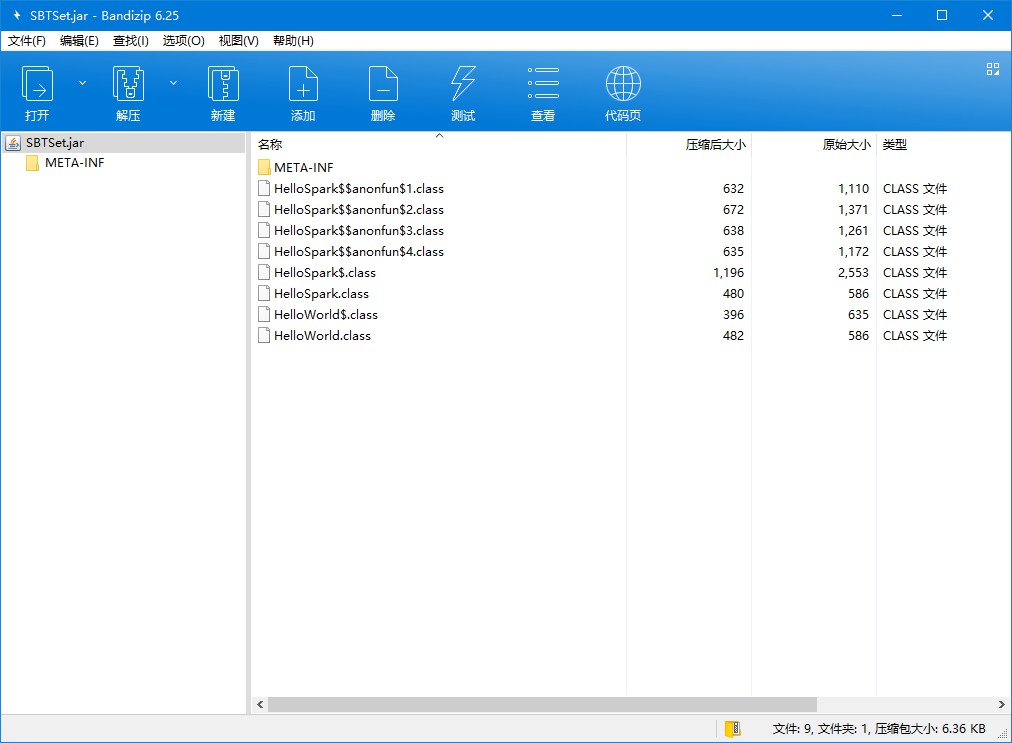 SBTSet.jar - Bandizip 6.25
文件(F) 编辑(E) 查找(I) 选项(O) 视图(V) 帮助(H)
打开 解压 新建 添加 删除 测试 查看 代码页
SBTSet.jar
META-INF
名称 压缩后大小 原始大小 类型
META-INF
HelloSpark$$anonfun$1.class 632 1,110 CLASS 文件
HelloSpark$$anonfun$2.class 672 1,371 CLASS 文件
HelloSpark$$anonfun$3.class 638 1,261 CLASS 文件
HelloSpark$$anonfun$4.class 635 1,172 CLASS 文件
HelloSpark$.class 1,196 2,553 CLASS 文件
HelloSpark.class 480 586 CLASS 文件
HelloWorld$.class 396 635 CLASS 文件
HelloWorld.class 482 586 CLASS 文件
文件: 9, 文件夹: 1, 压缩包大小: 6.36 KB